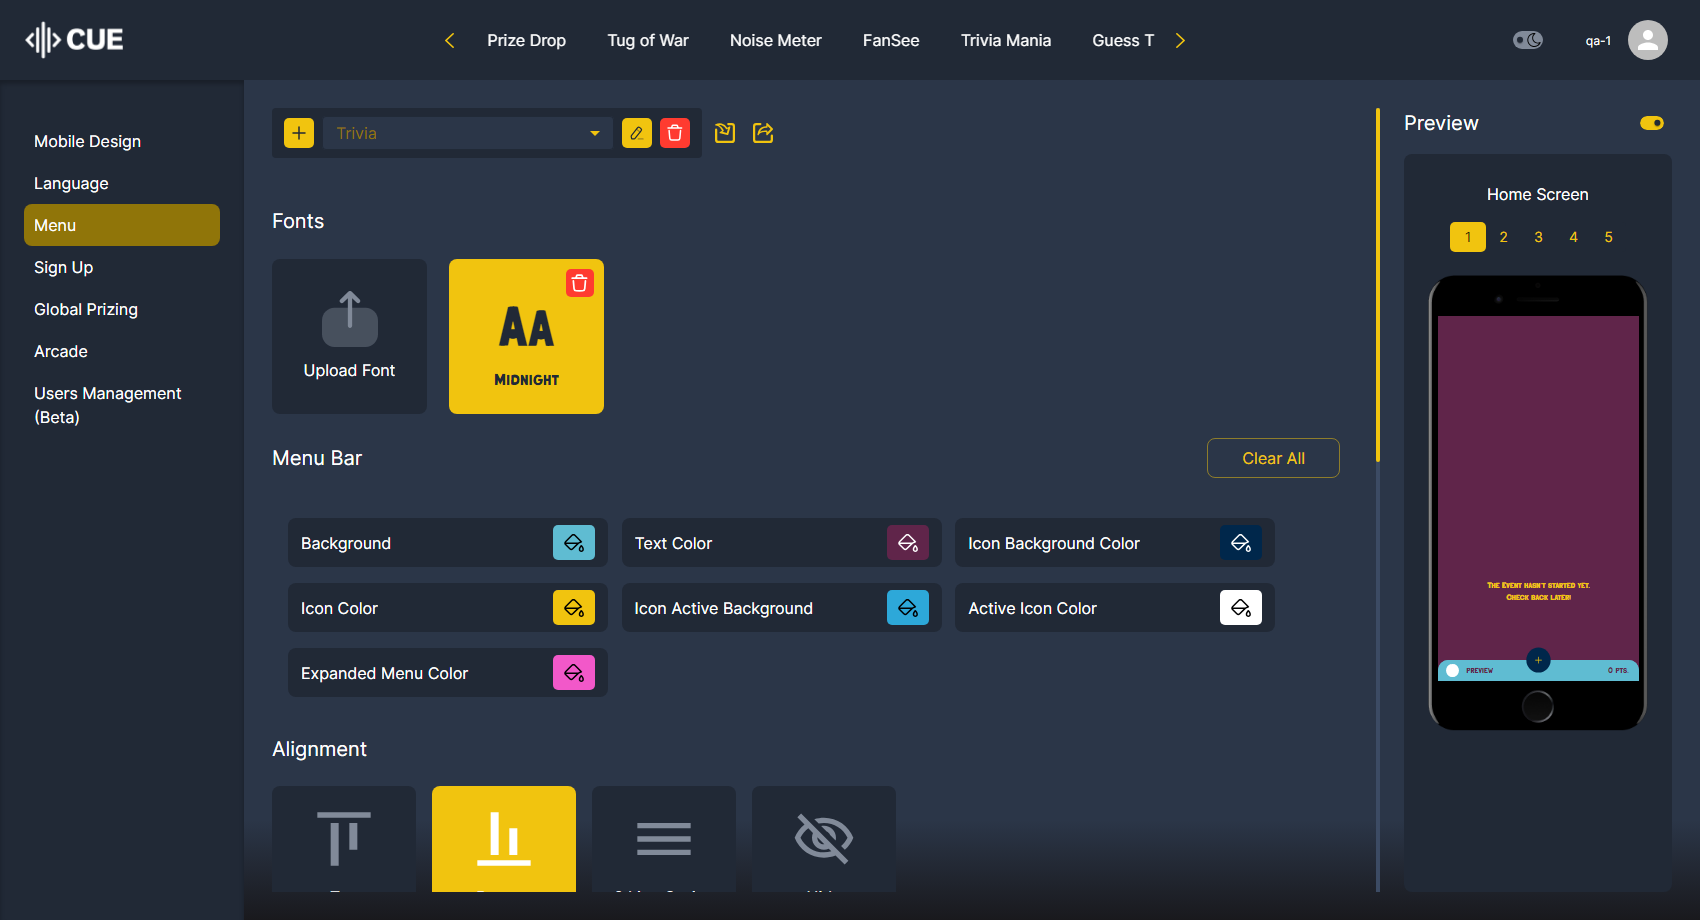 CUE
Prize Drop
Tug of War
Noise Meter
FanSee
Trivia Mania
Guess T
qa-1
Mobile Design
Language
Menu
Sign Up
Global Prizing
Arcade
Users Management
(Beta)
Trivia
Fonts
Upload Font
AA
MIDNIGHT
Menu Bar
Clear All
Background
Text Color
Icon Background Color
Icon Color
Icon Active Background
Active Icon Color
Expanded Menu Color
Alignment
Preview
Home Screen
1 2 3 4 5
THE EVENT HASN'T STARTED YET.
CHECK BACK LATER!
PREVIEW
0 PTS